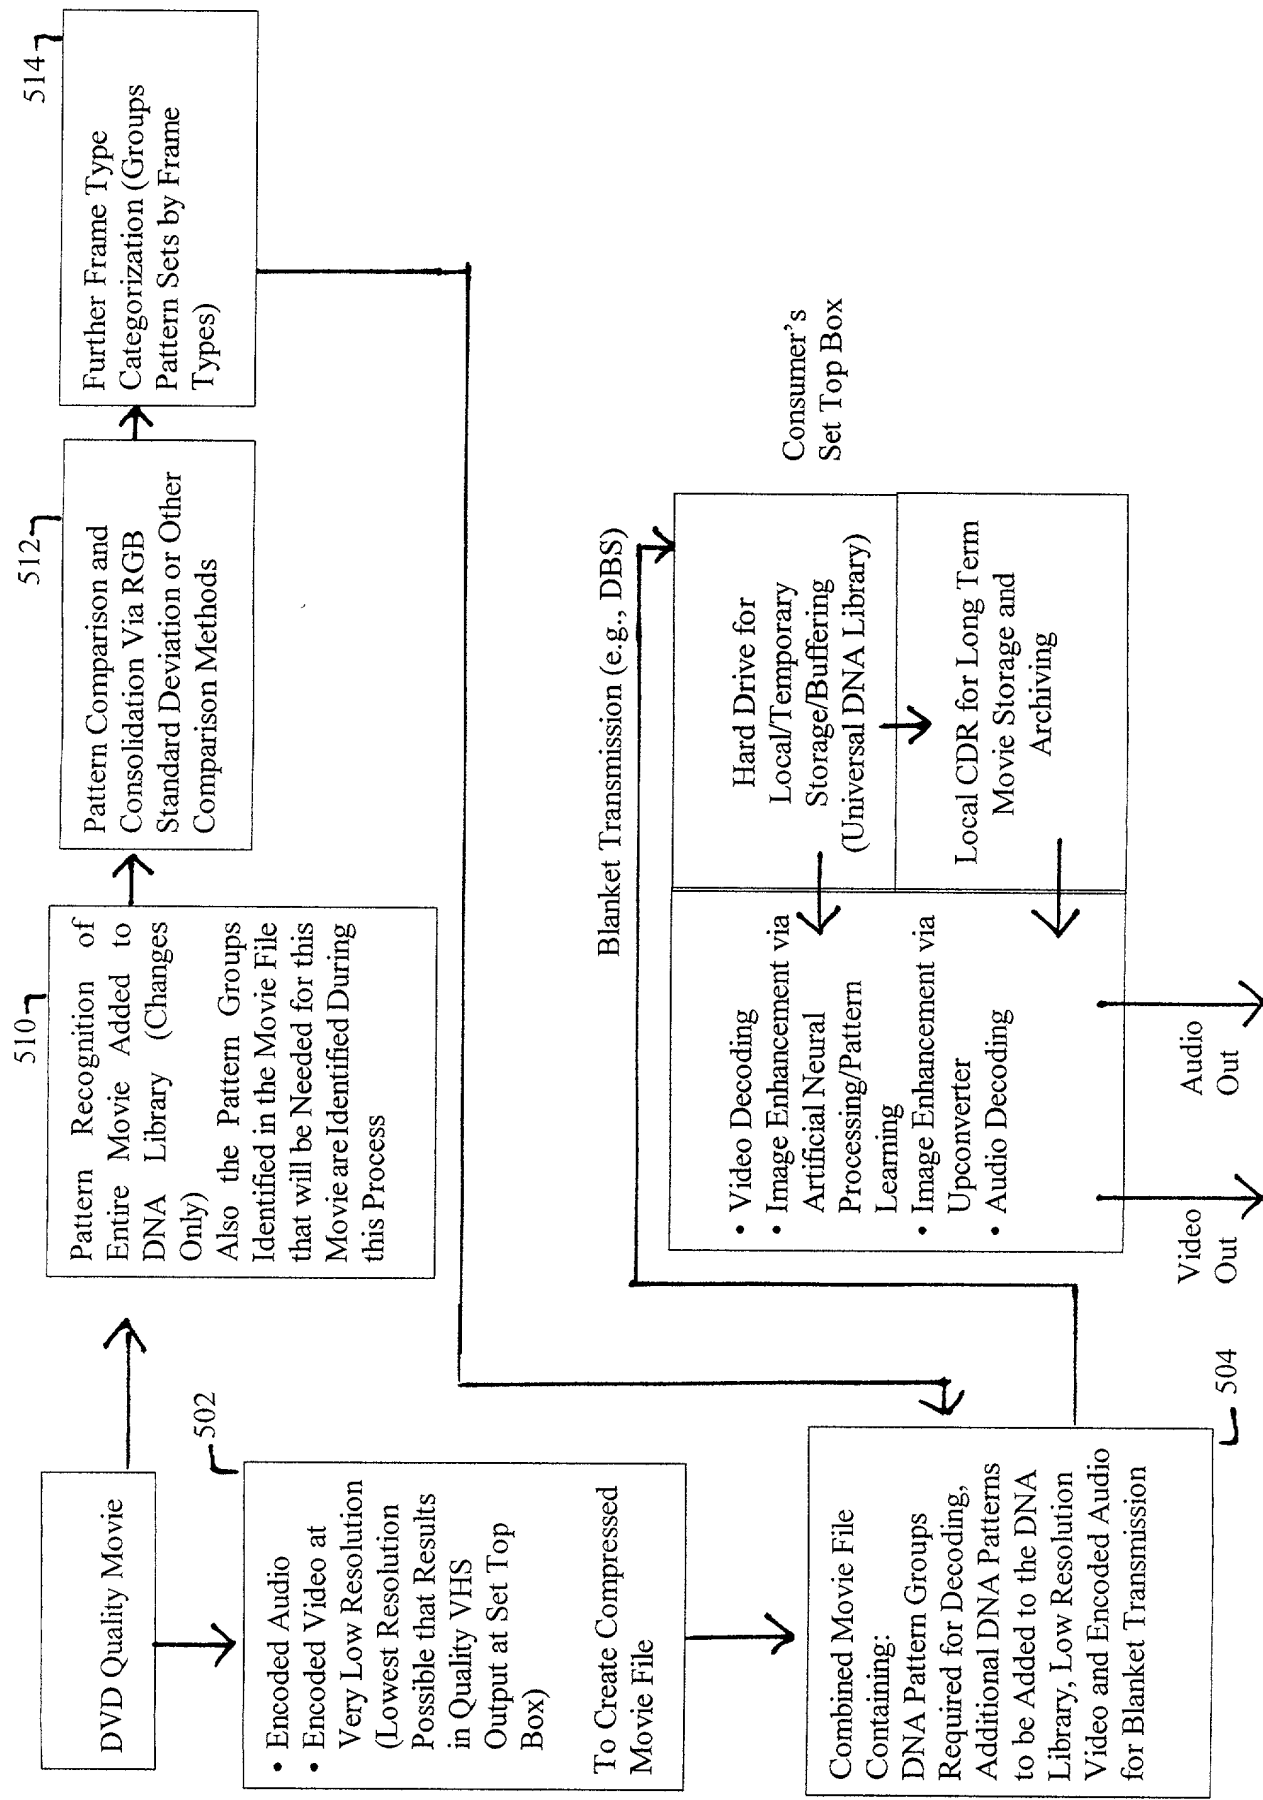 DVD Quality Movie
502
• Encoded Audio
• Encoded Video at
Very Low Resolution
(Lowest Resolution
Possible that Results
in Quality VHS
Output at Set Top
Box)
To Create Compressed
Movie File
Combined Movie File
Containing:
DNA Pattern Groups
Required for Decoding,
Additional DNA Patterns
to be Added to the DNA
Library, Low Resolution
Video and Encoded Audio
for Blanket Transmission
504
510
Pattern Recognition of
Entire Movie Added to
DNA Library (Changes
Only)
Also the Pattern Groups
Identified in the Movie File
that will be Needed for this
Movie are Identified During
this Process
512
Pattern Comparison and
Consolidation Via RGB
Standard Deviation or Other
Comparison Methods
514
Further Frame Type
Categorization (Groups
Pattern Sets by Frame
Types)
Blanket Transmission (e.g., DBS)
• Video Decoding
• Image Enhancement via
Artificial Neural
Processing/Pattern
Learning
• Image Enhancement via
Upconverter
• Audio Decoding
Hard Drive for
Local/Temporary
Storage/Buffering
(Universal DNA Library)
Local CDR for Long Term
Movie Storage and
Archiving
Consumer's
Set Top Box
Video
Out
Audio
Out